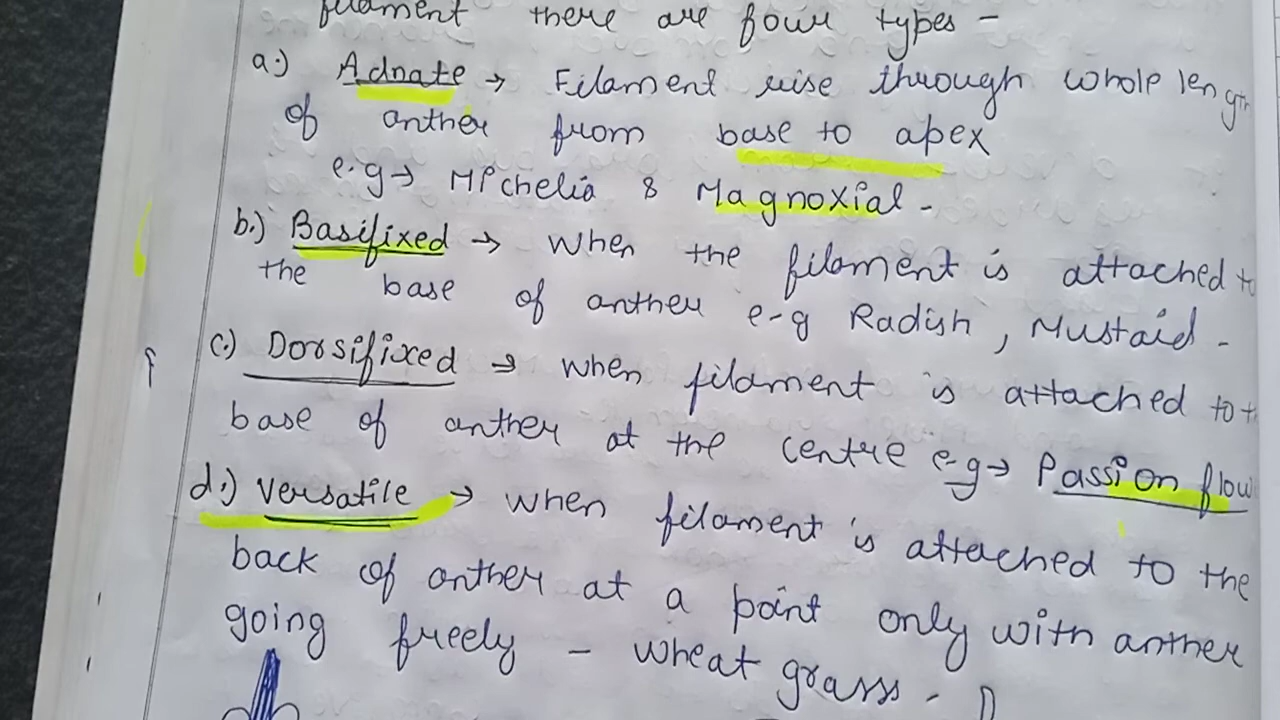 filament there are four types -
a.) Adnate → Filament rise through whole length
of anther from base to apex
e.g → Michelia & Magnoxial -
b.) Basifixed → When the filament is attached to
the base of anther e-g Radish, Mustard -
c.) Dorsifixed → when filament is attached to t
base of anther at the centre e-g → Passion flow
d.) Versatile → when filament is attached to the
back of anther at a point only with anther
going freely - wheat grass -